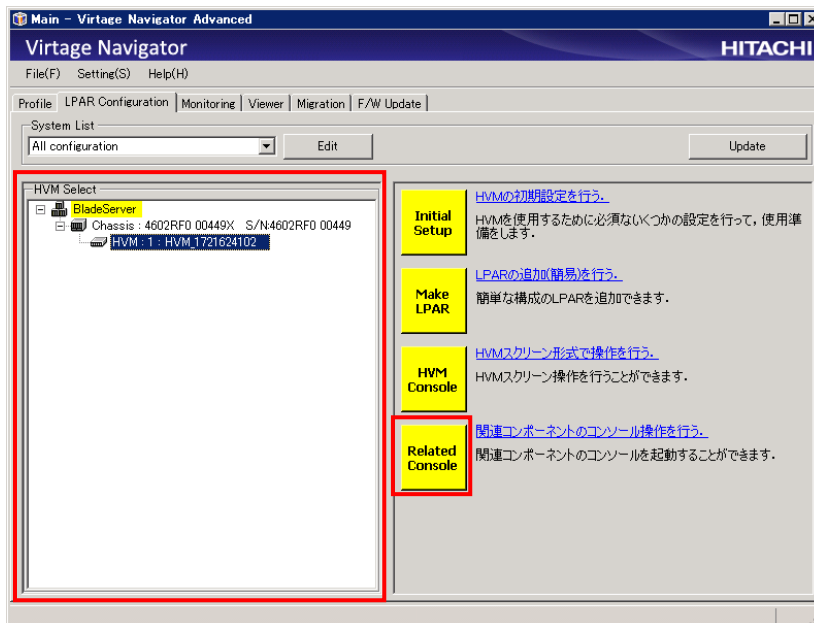 Main - Virtage Navigator Advanced
Virtage Navigator
HITACHI
File(F) Setting(S) Help(H)
Profile LPAR Configuration Monitoring Viewer Migration F/W Update
System List
All configuration Edit Update
HVM Select
BladeServer
Chassis : 4602RF0 00449X S/N:4602RF0 00449
HVM : 1 : HVM_1721624102
Initial
Setup
HVMの初期設定を行う.
HVMを使用するために必須ないくつかの設定を行って, 使用準
備をします.
Make
LPAR
LPARの追加(簡易)を行う.
簡単な構成のLPARを追加できます.
HVM
Console
HVMスクリーン形式で操作を行う.
HVMスクリーン操作を行うことができます.
Related
Console
関連コンポーネントのコンソール操作を行う.
関連コンポーネントのコンソールを起動することができます.